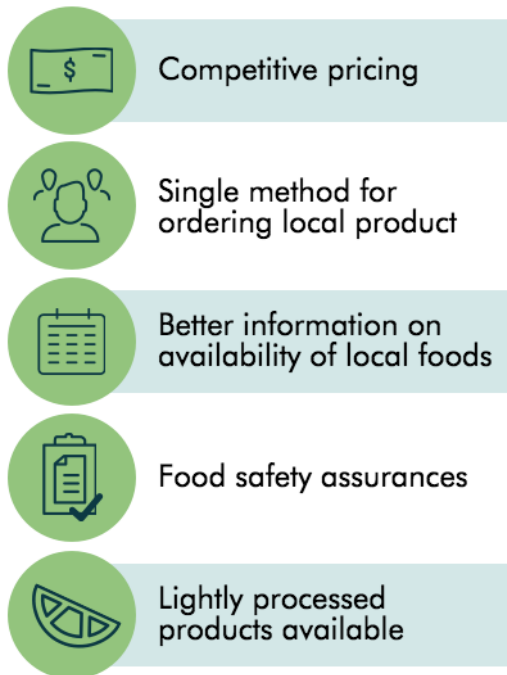 $
Competitive pricing
Single method for
ordering local product
Better information on
availability of local foods
Food safety assurances
Lightly processed
products available